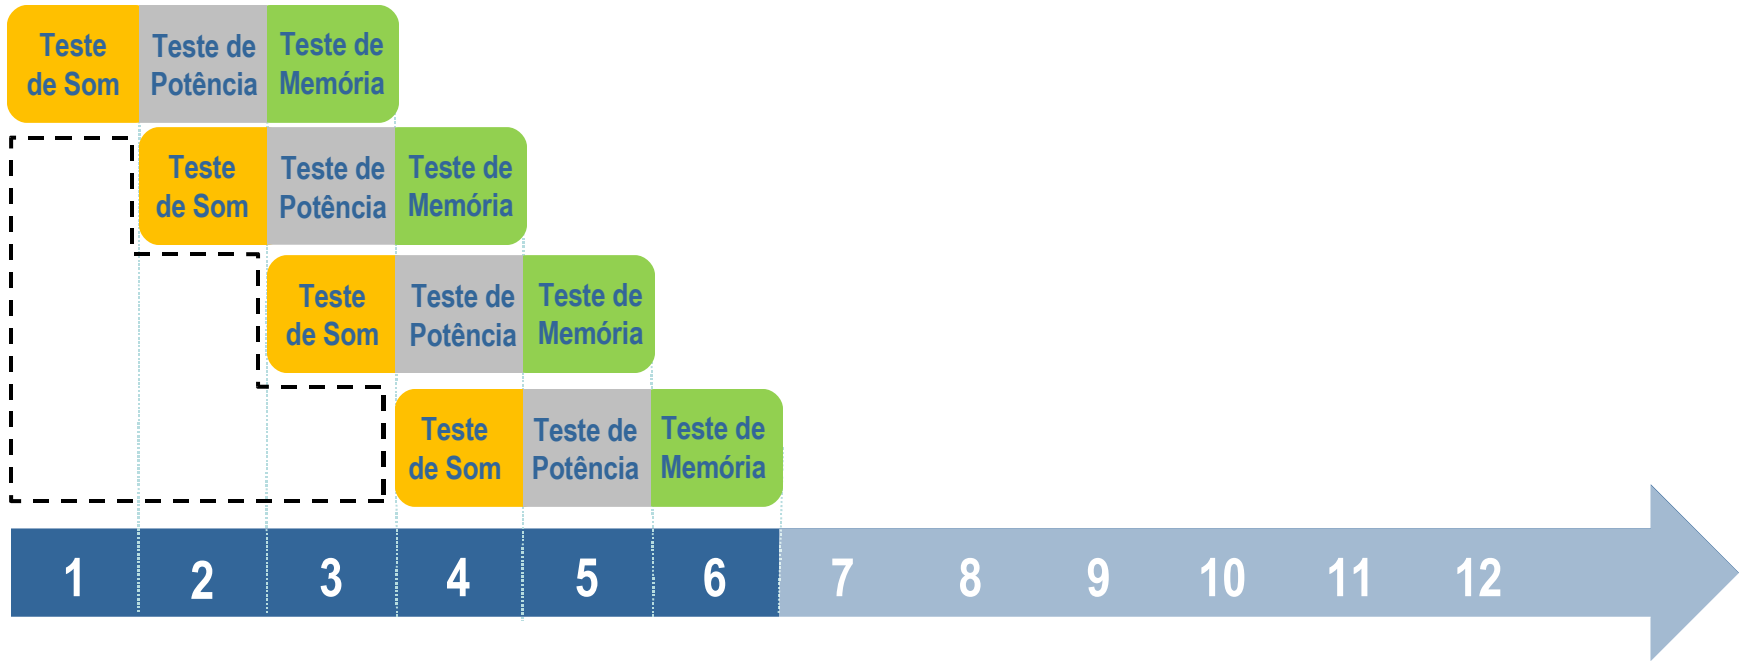 Teste
de Som
Teste de
Potência
Teste de
Memória
Teste
de Som
Teste de
Potência
Teste de
Memória
Teste
de Som
Teste de
Potência
Teste de
Memória
Teste
de Som
Teste de
Potência
Teste de
Memória
1 2 3 4 5 6 7 8 9 10 11 12